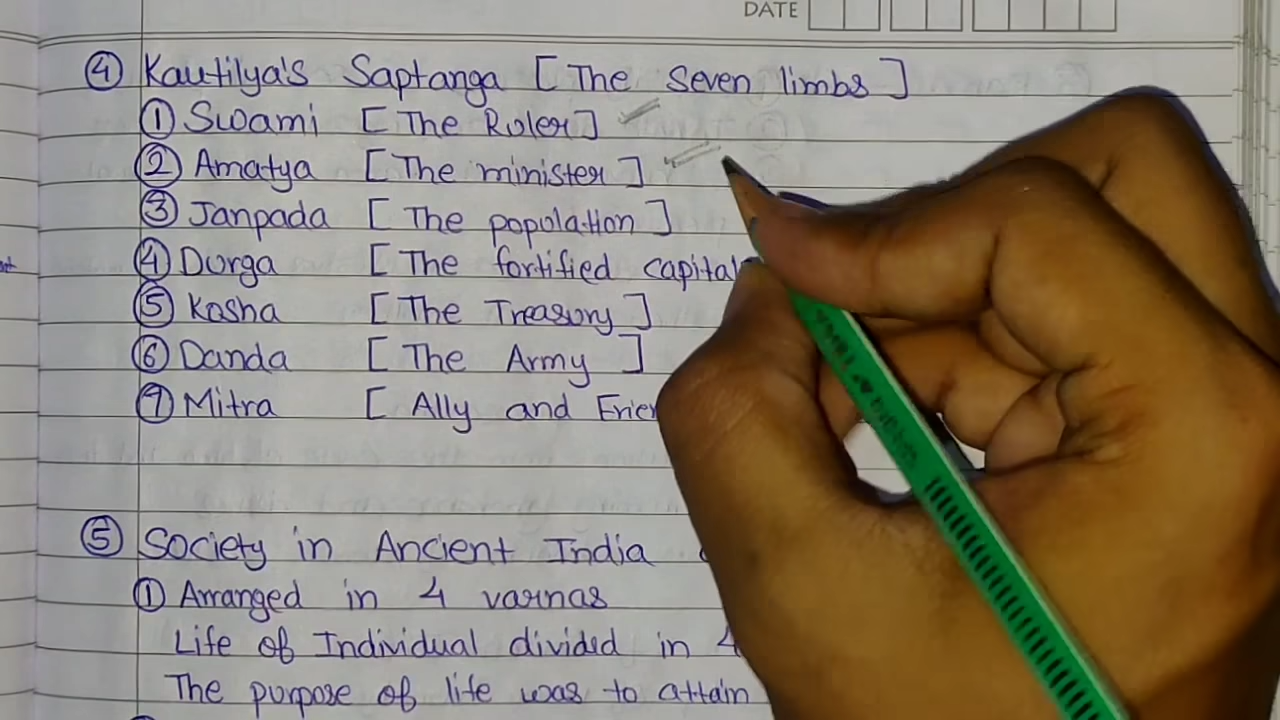 DATE
④ Kautilya's Saptanga [The Seven limbs]
① Swami [The Ruler]
② Amatya [The minister]
③ Janpada [The population]
④ Durga [The fortified capital
⑤ Kosha [The Treasury]
⑥ Danda [The Army]
⑦ Mitra [Ally and
⑤ Society in Ancient India
① Arranged in 4 varnas
Life of Individual divided in 4
The purpose of life was to attain